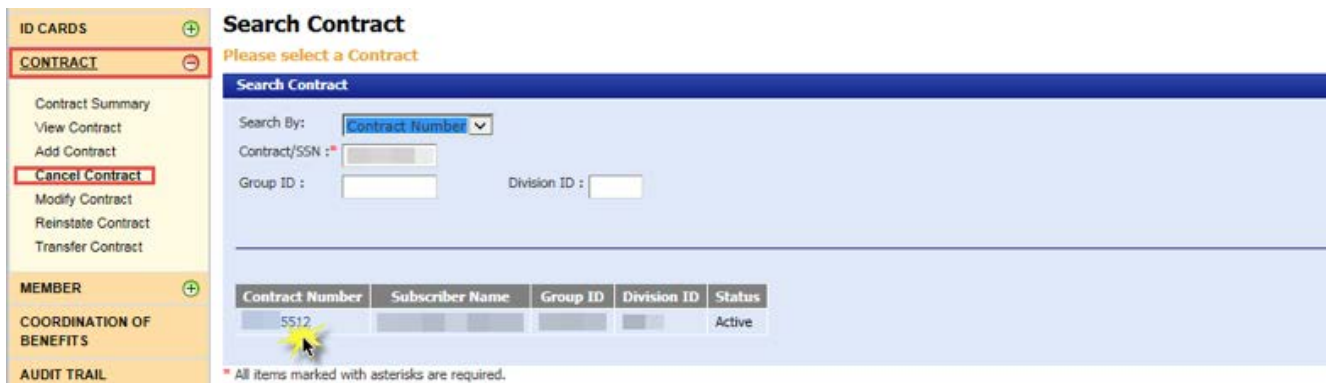 ID CARDS
CONTRACT
Contract Summary
View Contract
Add Contract
Cancel Contract
Modify Contract
Reinstate Contract
Transfer Contract
MEMBER
COORDINATION OF
BENEFITS
AUDIT TRAIL
Search Contract
Please select a Contract
Search Contract
Search By: Contract Number
Contract/SSN :*
Group ID : Division ID :
Contract Number Subscriber Name Group ID Division ID Status
5512 Active
* All items marked with asterisks are required.